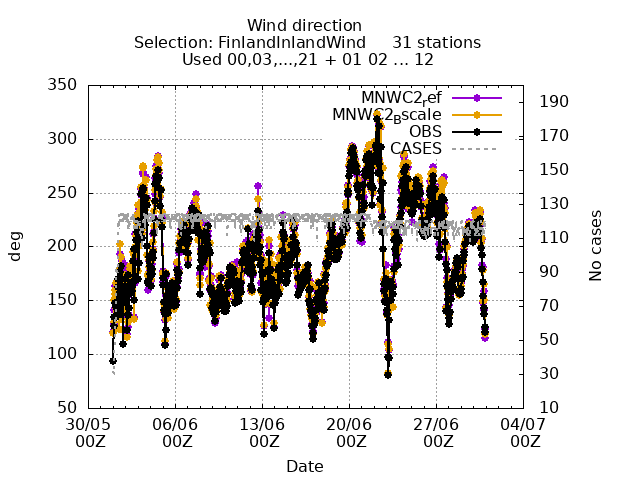 Wind direction
Selection: FinlandInlandWind 31 stations
Used 00,03,...,21 + 01 02 ... 12
350
300
250
200
150
100
50
deg
190
170
150
130
110
90
70
50
30
10
No cases
MNWC2_ref
MNWC2_Bscale
OBS
CASES
30/05 06/06 13/06 20/06 27/06 04/07
00Z 00Z 00Z 00Z 00Z 00Z
Date